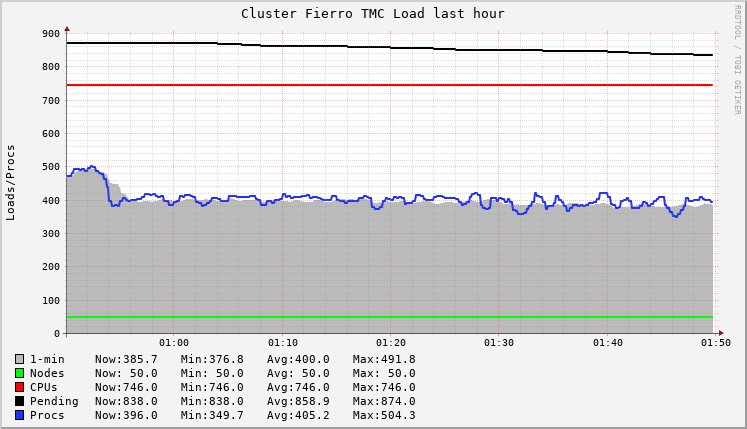 Cluster Fierro TMC Load last hour
RRDTOOL / TOBI OETIKER
Loads/Procs
900
800
700
600
500
400
300
200
100
0
01:00 01:10 01:20 01:30 01:40 01:50
1-min Now:385.7 Min:376.8 Avg:400.0 Max:491.8
Nodes Now: 50.0 Min: 50.0 Avg: 50.0 Max: 50.0
CPUs Now:746.0 Min:746.0 Avg:746.0 Max:746.0
Pending Now:838.0 Min:838.0 Avg:858.9 Max:874.0
Procs Now:396.0 Min:349.7 Avg:405.2 Max:504.3